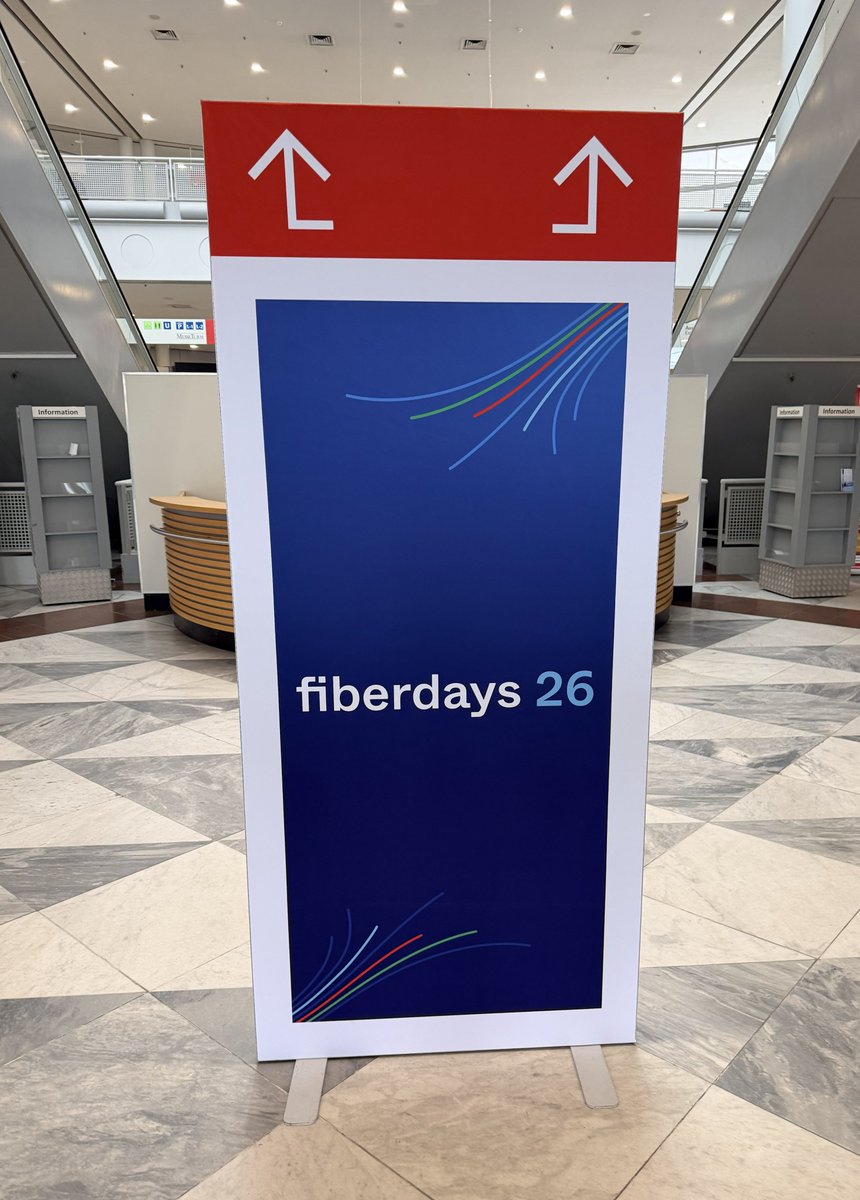 fiberdays 26
Information
Information
Information